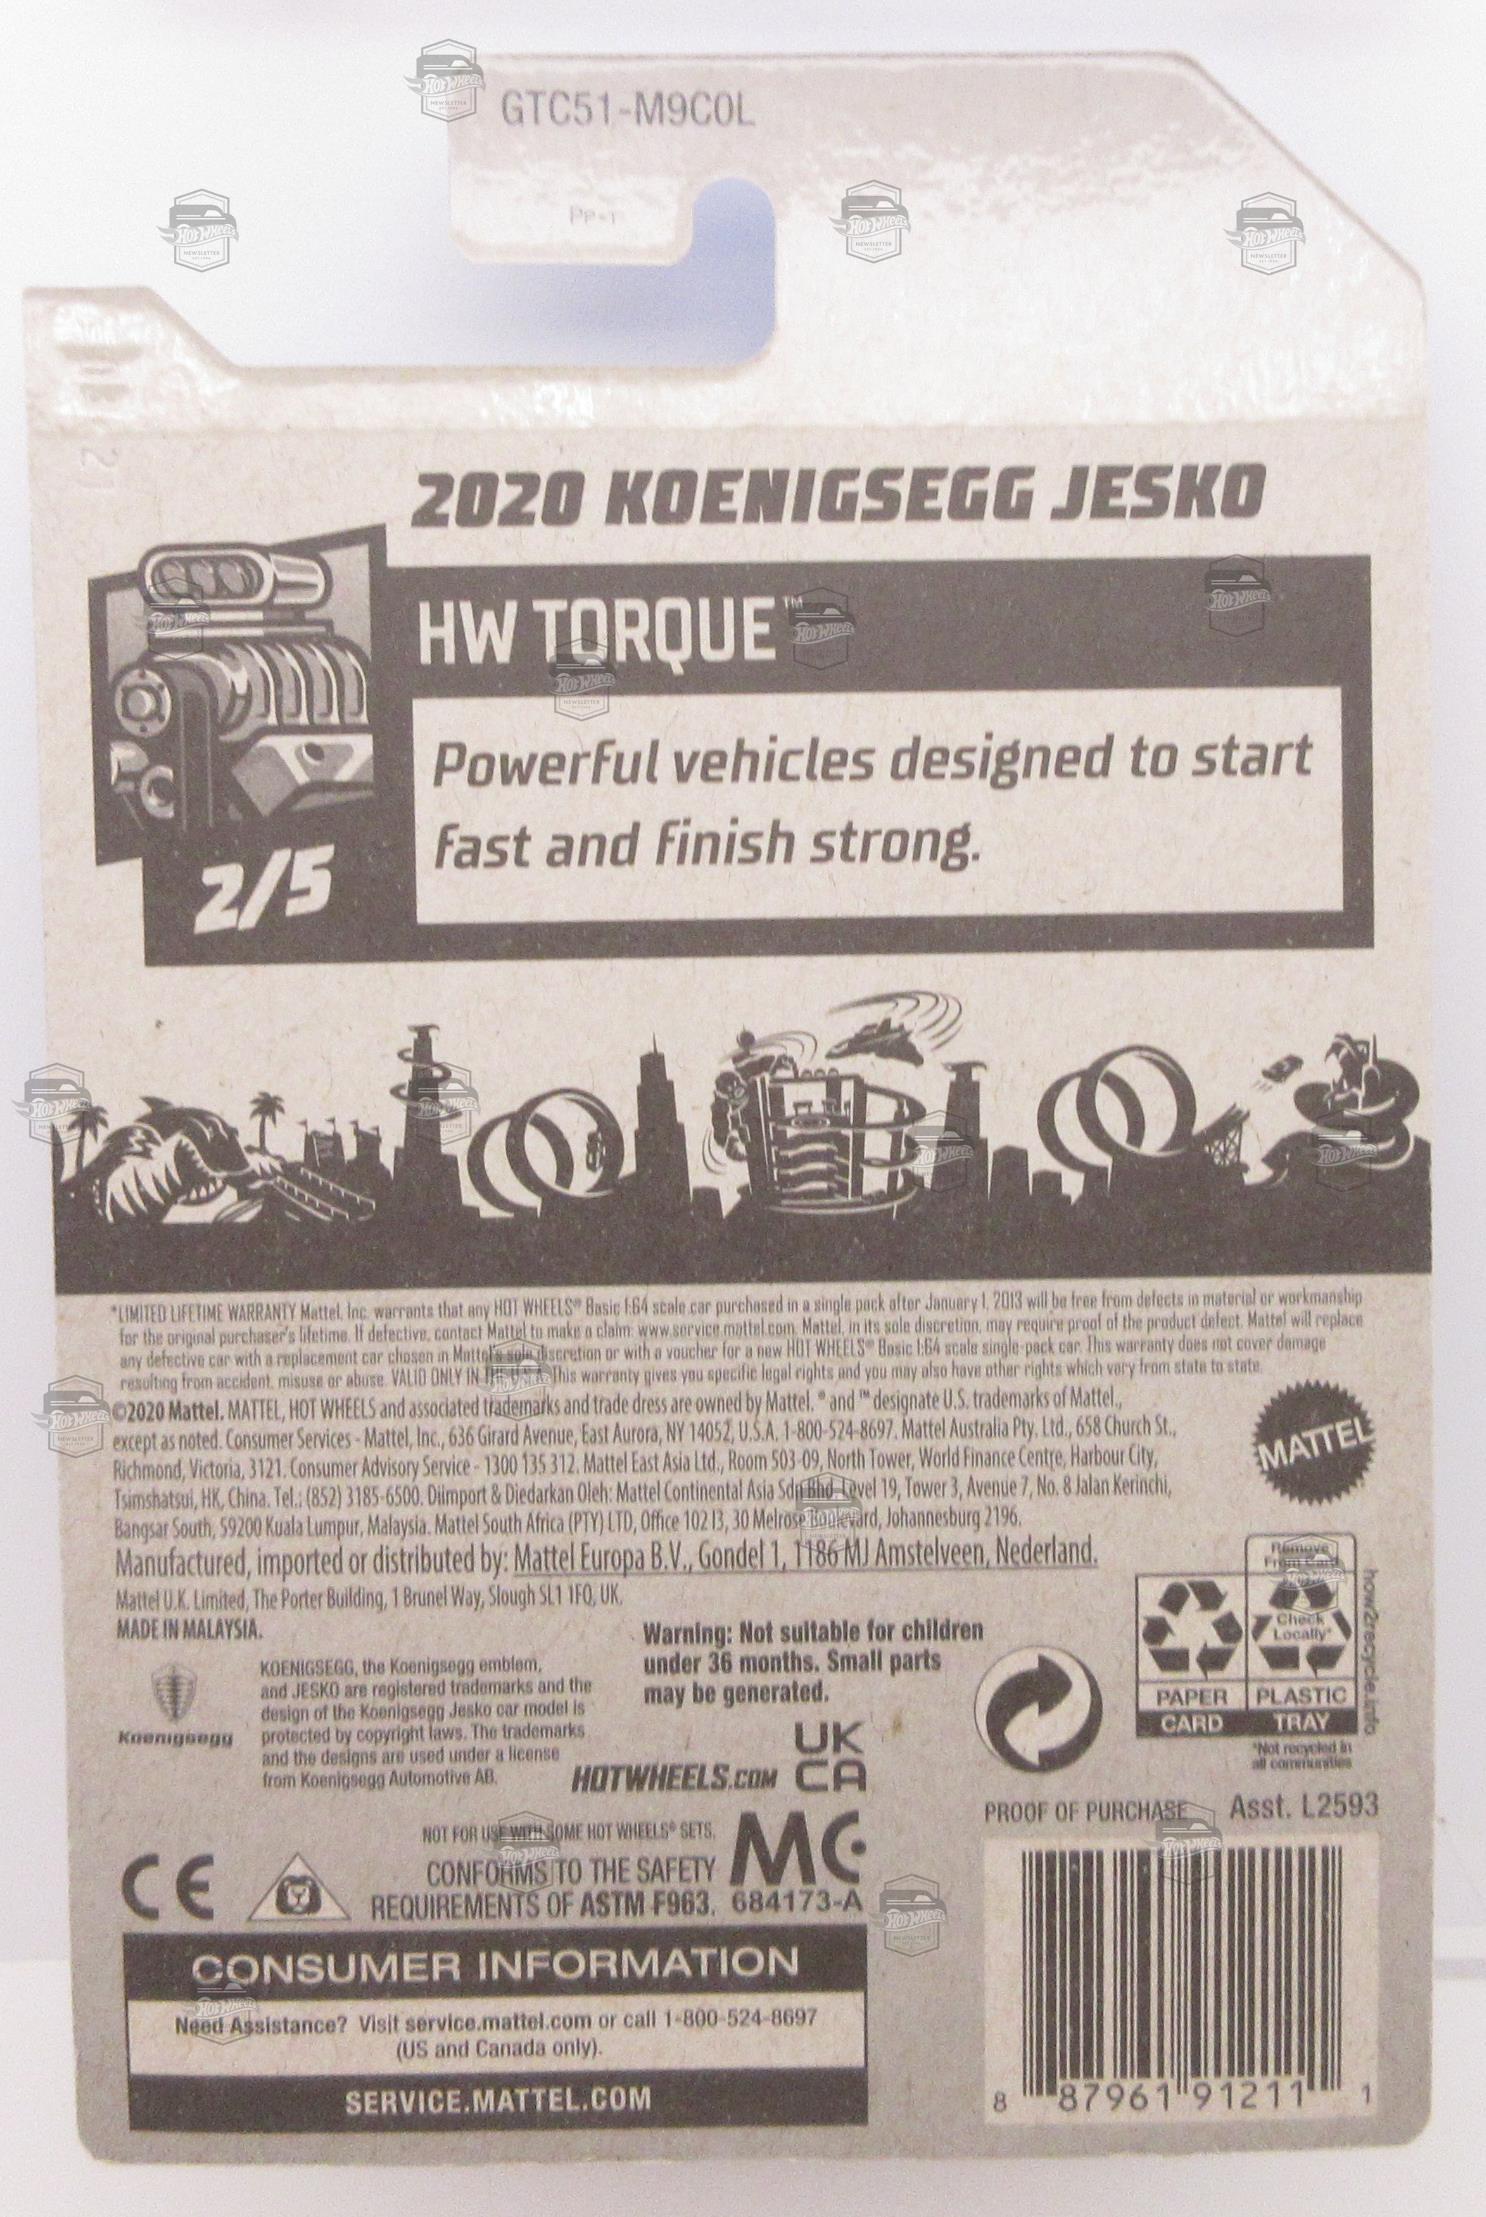 GTC51-M9C0L
PP-1
2020 KOENIGSEGG JESKO
HW TORQUE™
Powerful vehicles designed to start
fast and finish strong.
2/5
*LIMITED LIFETIME WARRANTY Mattel, Inc. warrants that any HOT WHEELS® Basic 1:64 scale car purchased in a single pack after January 1, 2013 will be free from defects in material or workmanship
for the original purchaser's lifetime. If defective, contact Mattel to make a claim: www.service.mattel.com. Mattel, in its sole discretion, may require proof of the product defect. Mattel will replace
any defective car with a replacement car chosen in Mattel's sole discretion or with a voucher for a new HOT WHEELS® Basic 1:64 scale single-pack car. This warranty does not cover damage
resulting from accident, misuse or abuse. VALID ONLY IN THE U.S.A. This warranty gives you specific legal rights and you may also have other rights which vary from state to state.
©2020 Mattel. MATTEL, HOT WHEELS and associated trademarks and trade dress are owned by Mattel. ® and ™ designate U.S. trademarks of Mattel.,
except as noted. Consumer Services - Mattel, Inc., 636 Girard Avenue, East Aurora, NY 14052, U.S.A. 1-800-524-8697. Mattel Australia Pty. Ltd., 658 Church St.,
Richmond, Victoria, 3121. Consumer Advisory Service - 1300 135 312. Mattel East Asia Ltd., Room 503-09, North Tower, World Finance Centre, Harbour City,
Tsimshatsui, HK, China. Tel.: (852) 3185-6500. Diimport & Diedarkan Oleh: Mattel Continental Asia Sdn Bhd. Level 19, Tower 3, Avenue 7, No. 8 Jalan Kerinchi,
Bangsar South, 59200 Kuala Lumpur, Malaysia. Mattel South Africa (PTY) LTD, Office 102 I3, 30 Melrose Boulevard, Johannesburg 2196.
MATTEL
Manufactured, imported or distributed by: Mattel Europa B.V., Gondel 1, 1186 MJ Amstelveen, Nederland.
Mattel U.K. Limited, The Porter Building, 1 Brunel Way, Slough SL1 1FQ, UK.
MADE IN MALAYSIA.
Koenigsegg
KOENIGSEGG, the Koenigsegg emblem,
and JESKO are registered trademarks and the
design of the Koenigsegg Jesko car model is
protected by copyright laws. The trademarks
and the designs are used under a license
from Koenigsegg Automotive AB.
Warning: Not suitable for children
under 36 months. Small parts
may be generated.
HOTWHEELS.COM
UK
CA
Remove
From Card
Check
Locally*
PAPER
PLASTIC
CARD
TRAY
how2recycle.info
*Not recycled in
all communities
NOT FOR USE WITH SOME HOT WHEELS® SETS.
CONFORMS TO THE SAFETY
REQUIREMENTS OF ASTM F963.
MC
684173-A
CE
PROOF OF PURCHASE
Asst. L2593
CONSUMER INFORMATION
Need Assistance? Visit service.mattel.com or call 1-800-524-8697
(US and Canada only).
SERVICE.MATTEL.COM
8 87961 91211 1
HOT WHEELS
NEWSLETTER